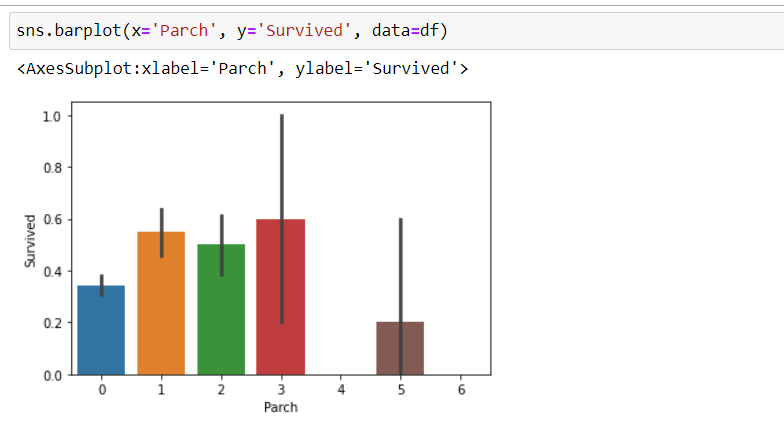 sns.barplot(x='Parch', y='Survived', data=df)
<AxesSubplot:xlabel='Parch', ylabel='Survived'>
1.0
0.8
0.6
0.4
0.2
0.0
Survived
0 1 2 3 4 5 6
Parch